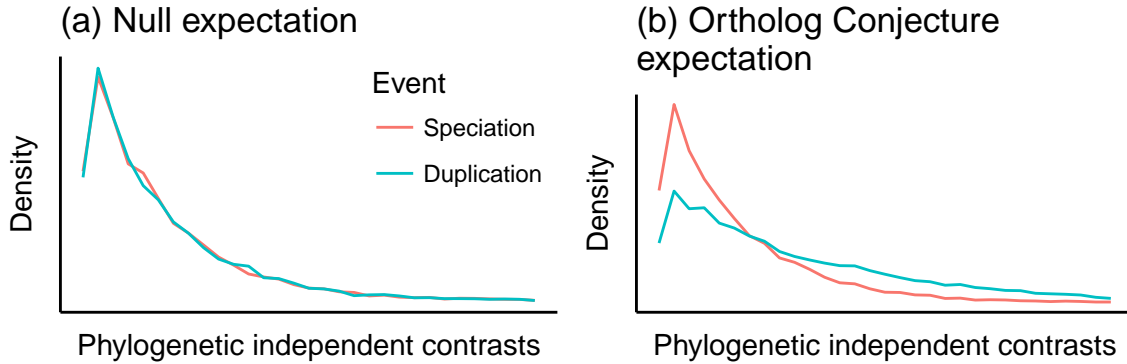 (a) Null expectation
Density
Event
Speciation
Duplication
Phylogenetic independent contrasts
(b) Ortholog Conjecture
expectation
Density
Phylogenetic independent contrasts